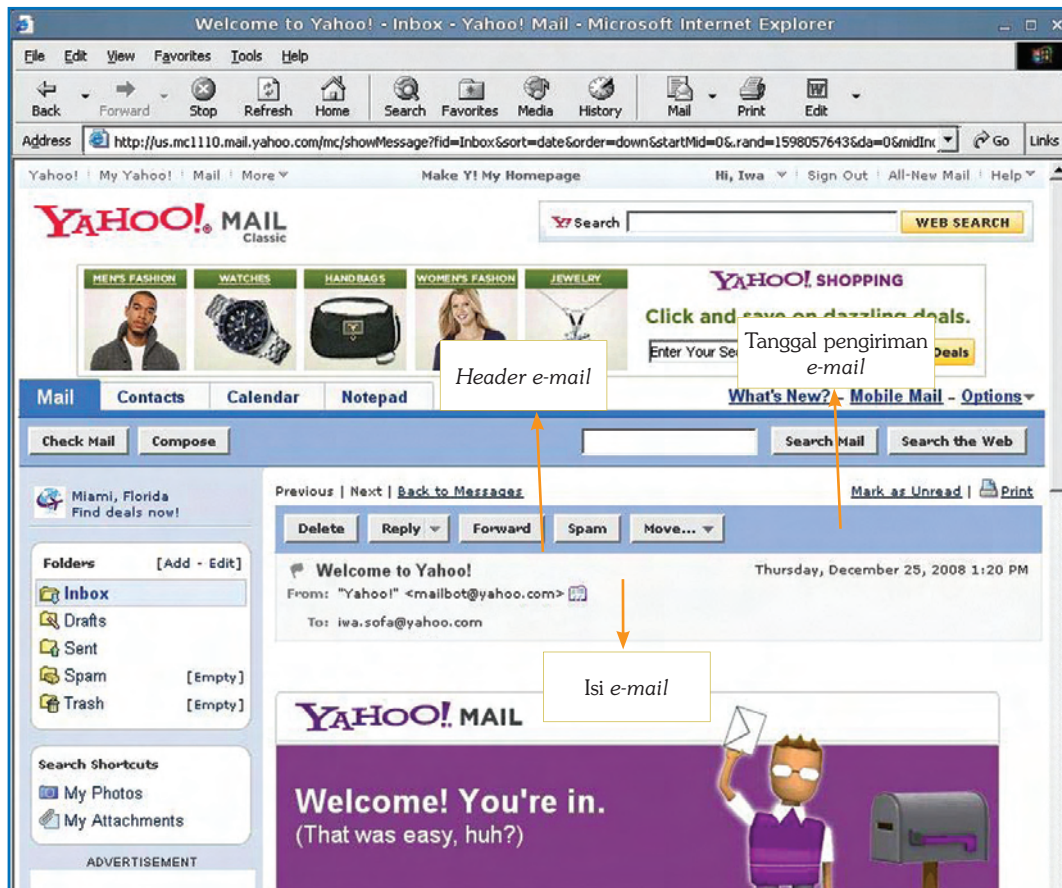 Welcome to Yahoo! - Inbox - Yahoo! Mail - Microsoft Internet Explorer
File Edit View Favorites Tools Help
Back Forward Stop Refresh Home Search Favorites Media History Mail Print Edit
Address http://us.mc1110.mail.yahoo.com/mc/showMessage?fid=Inbox&sort=date&order=down&startMid=0&.rand=1598057643&da=0&midIn Go Links
Yahoo! My Yahoo! Mail More Make Y! My Homepage Hi, Iwa Sign Out All-New Mail Help
YAHOO! MAIL
Classic
Y! Search WEB SEARCH
MEN'S FASHION WATCHES HANDBAGS WOMEN'S FASHON JEWELRY
YAHOO! SHOPPING
Click and save on dazzling deals.
Enter Your Se Deals
Header e-mail
Tanggal pengiriman
e-mail
Mail Contacts Calendar Notepad What's New? - Mobile Mail - Options
Check Mail Compose Search Mail Search the Web
Miami, Florida
Find deals now!
Previous | Next | Back to Messages Mark as Unread | Print
Delete Reply Forward Spam Move...
Folders [Add - Edit]
Inbox
Drafts
Sent
Spam [Empty]
Trash [Empty]
Welcome to Yahoo! Thursday, December 25, 2008 1:20 PM
From: "Yahoo!" <mailbot@yahoo.com>
To: iwa.sofa@yahoo.com
Isi e-mail
Search Shortcuts
My Photos
My Attachments
ADVERTISEMENT
YAHOO! MAIL
Welcome! You're in.
(That was easy, huh?)